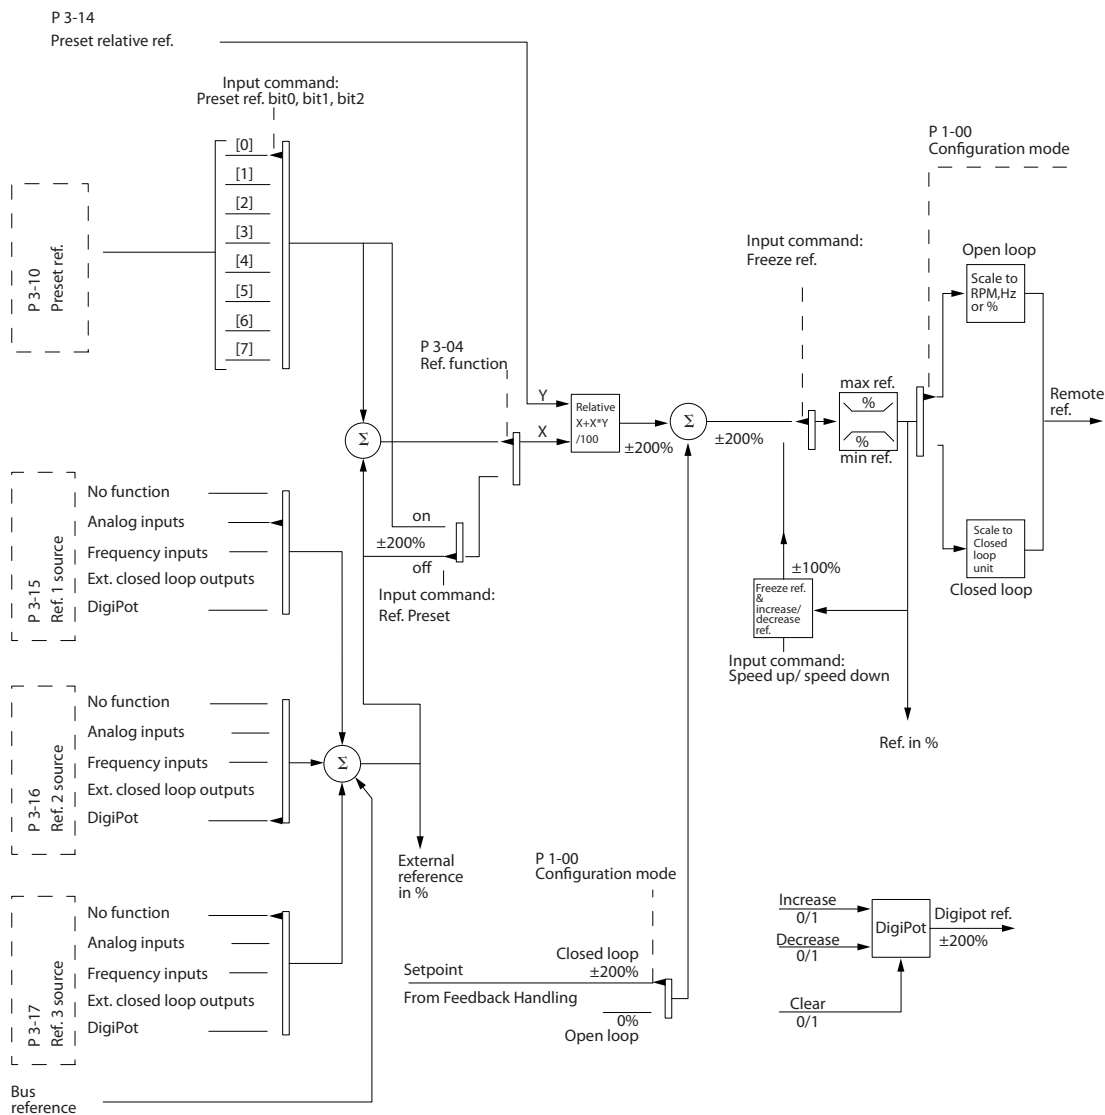 P 3-14
Preset relative ref.
Input command:
Preset ref. bit0, bit1, bit2
[0]
[1]
[2]
[3]
[4]
[5]
[6]
[7]
P 3-10
Preset ref.
P 1-00
Configuration mode
Input command:
Freeze ref.
Open loop
Scale to
RPM,Hz
or %
P 3-04
Ref. function
Y
X
Relative
X+X*Y
/100
±200%
Σ
±200%
max ref.
%
%
min ref.
Remote
ref.
Σ
P 3-15
Ref. 1 source
No function
Analog inputs
Frequency inputs
Ext. closed loop outputs
DigiPot
on
±200%
off
Input command:
Ref. Preset
Scale to
Closed
loop
unit
Closed loop
±100%
Freeze ref.
&
increase/
decrease
ref.
Input command:
Speed up/ speed down
Ref. in %
P 3-16
Ref. 2 source
No function
Analog inputs
Frequency inputs
Ext. closed loop outputs
DigiPot
Σ
External
reference
in %
P 1-00
Configuration mode
Closed loop
Setpoint
±200%
From Feedback Handling
0%
Open loop
Increase
0/1
Decrease
0/1
Clear
0/1
DigiPot
Digipot ref.
±200%
P 3-17
Ref. 3 source
No function
Analog inputs
Frequency inputs
Ext. closed loop outputs
DigiPot
Bus
reference